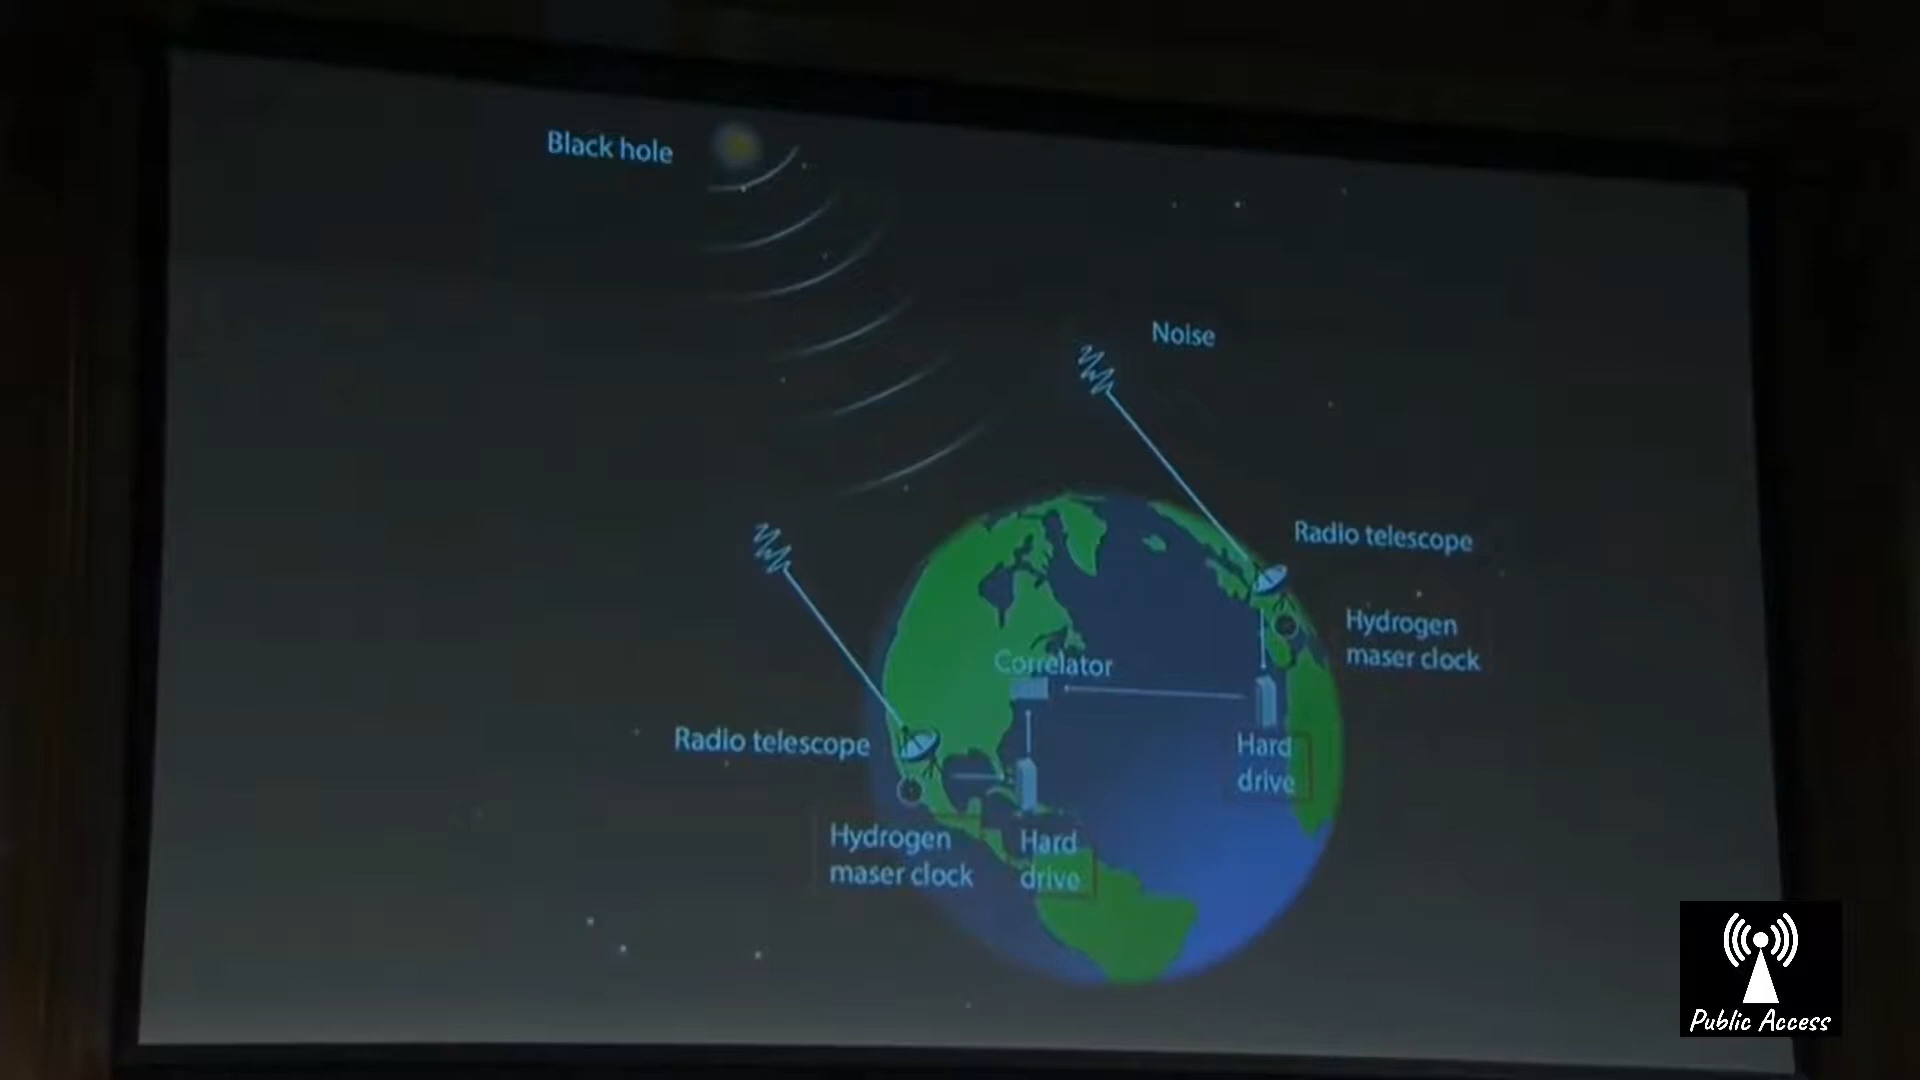 Black hole
Noise
Radio telescope
Hydrogen
maser clock
Correlator
Radio telescope
Hard
drive
Hydrogen
maser clock
Hard
drive
Public Access